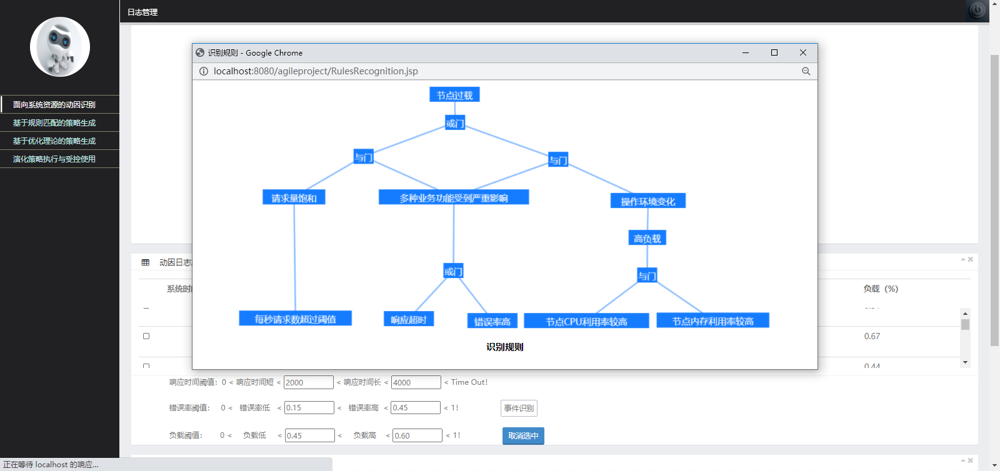 日志管理
面向系统资源的动因识别
基于规则匹配的策略生成
基于优化理论的策略生成
演化策略执行与受控使用
识别规则 - Google Chrome
localhost:8080/agileproject/RulesRecognition.jsp
节点过载
或门
与门
与门
请求量饱和
多种业务功能受到严重影响
操作环境变化
高负载
或门
与门
每秒请求数超过阈值
响应超时
错误率高
节点CPU利用率较高
节点内存利用率较高
识别规则
动因日志
系统时
负载（%）
0.67
0.44
响应时间阈值：0 < 响应时间短 < 2000 < 响应时间长 < 4000 < Time Out!
错误率阈值： 0 < 错误率低 < 0.15 < 错误率高 < 0.45 < 1!
事件识别
负载阈值： 0 < 负载低 < 0.45 < 负载高 < 0.60 < 1!
取消选中
正在等待 localhost 的响应...